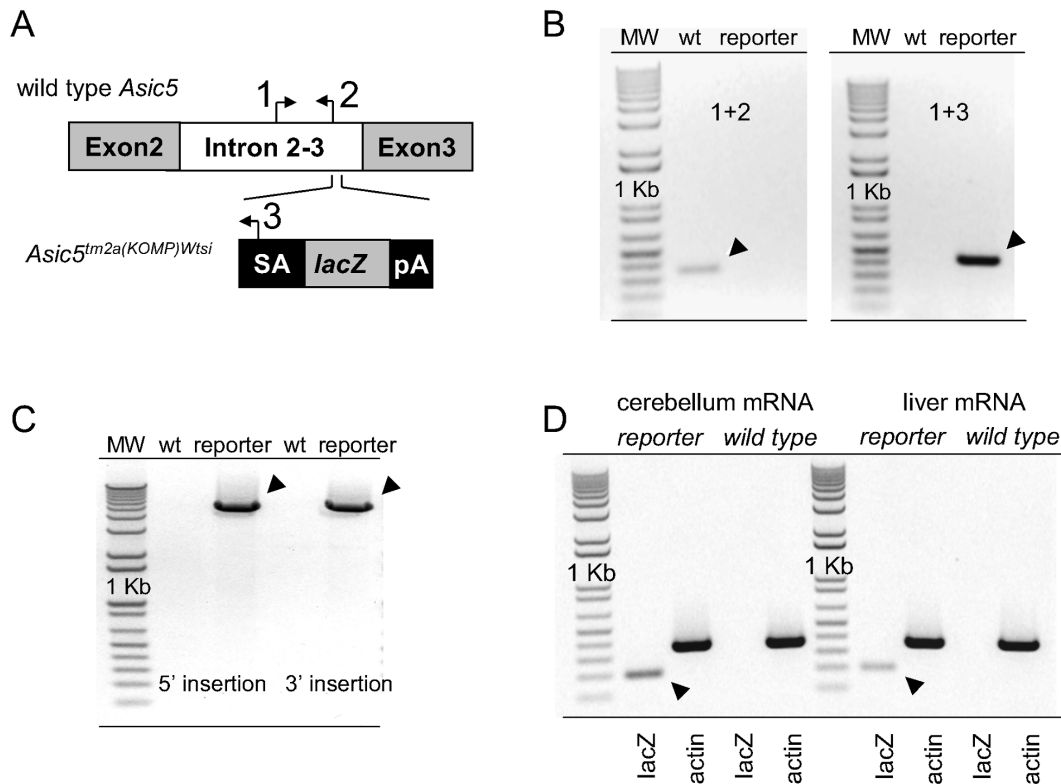 A
wild type Asic5
1 2
Exon2 Intron 2-3 Exon3
3
Asic5tm2a(KOMP)Wtsi
SA lacZ pA
B
MW wt reporter
1+2
1 Kb
MW wt reporter
1+3
1 Kb
C
MW wt reporter wt reporter
1 Kb
5’ insertion 3’ insertion
D
cerebellum mRNA liver mRNA
reporter wild type reporter wild type
1 Kb 1 Kb
lacZ actin lacZ actin lacZ actin lacZ actin